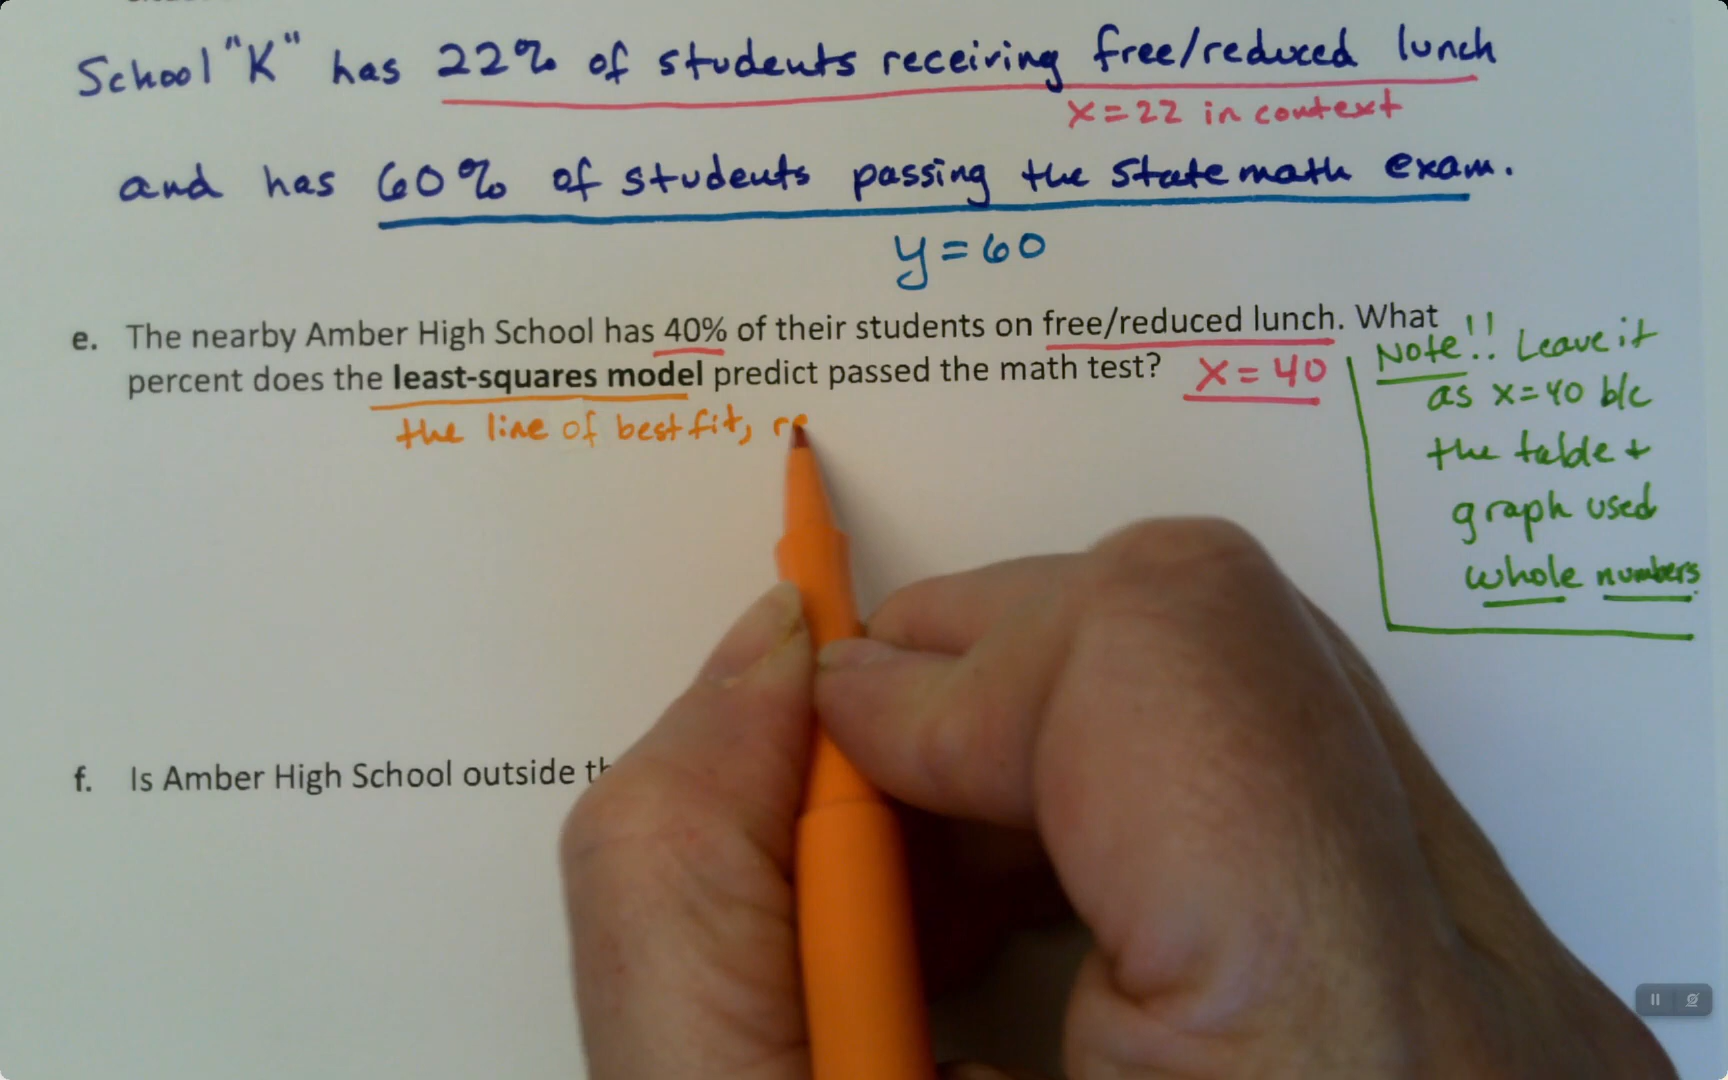 School "K" has 22% of students receiving free/reduced lunch
x=22 in context
and has 60% of students passing the state math exam.
y=60
e. The nearby Amber High School has 40% of their students on free/reduced lunch. What
percent does the least-squares model predict passed the math test? x=40
the line of best fit, re
Note!! Leave it
as x=40 b/c
the table +
graph used
whole numbers.
f. Is Amber High School outside th